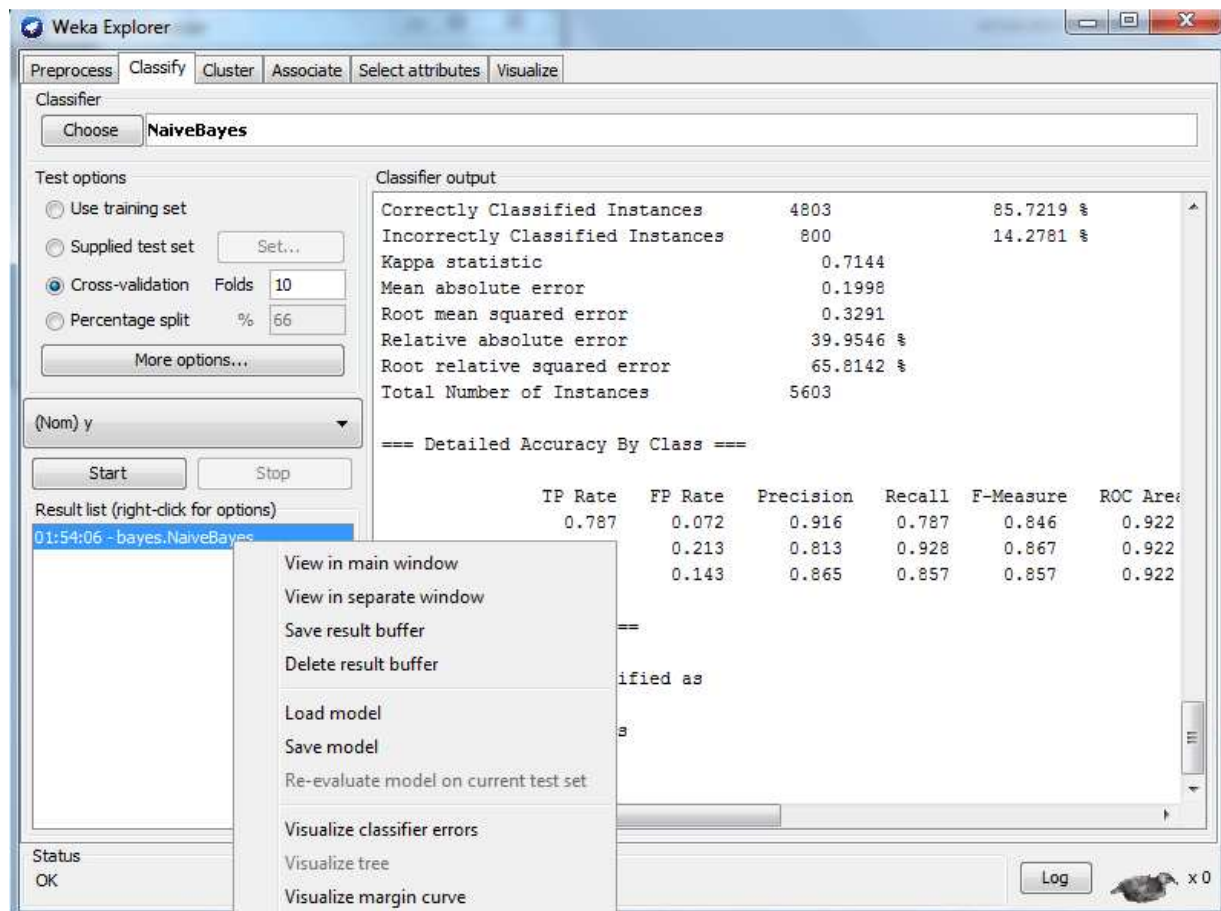 Weka Explorer
Preprocess Classify Cluster Associate Select attributes Visualize
Classifier
Choose NaiveBayes
Test options
Use training set
Supplied test set Set...
Cross-validation Folds 10
Percentage split % 66
More options...
(Nom) y
Start Stop
Result list (right-click for options)
01:54:06 - bayes.NaiveBayes
Classifier output
Correctly Classified Instances 4803 85.7219 %
Incorrectly Classified Instances 800 14.2781 %
Kappa statistic 0.7144
Mean absolute error 0.1998
Root mean squared error 0.3291
Relative absolute error 39.9546 %
Root relative squared error 65.8142 %
Total Number of Instances 5603
=== Detailed Accuracy By Class ===
TP Rate FP Rate Precision Recall F-Measure ROC Area
0.787 0.072 0.916 0.787 0.846 0.922
0.213 0.813 0.928 0.867 0.922
0.143 0.865 0.857 0.857 0.922
==
ified as
View in main window
View in separate window
Save result buffer
Delete result buffer
Load model
Save model
Re-evaluate model on current test set
Visualize classifier errors
Visualize tree
Visualize margin curve
Status
OK
Log x 0